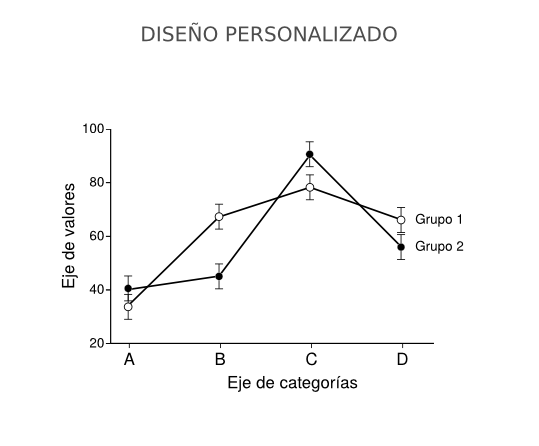 DISEÑO PERSONALIZADO
100
80
60
40
20
Eje de valores
Grupo 1
Grupo 2
A B C D
Eje de categorías